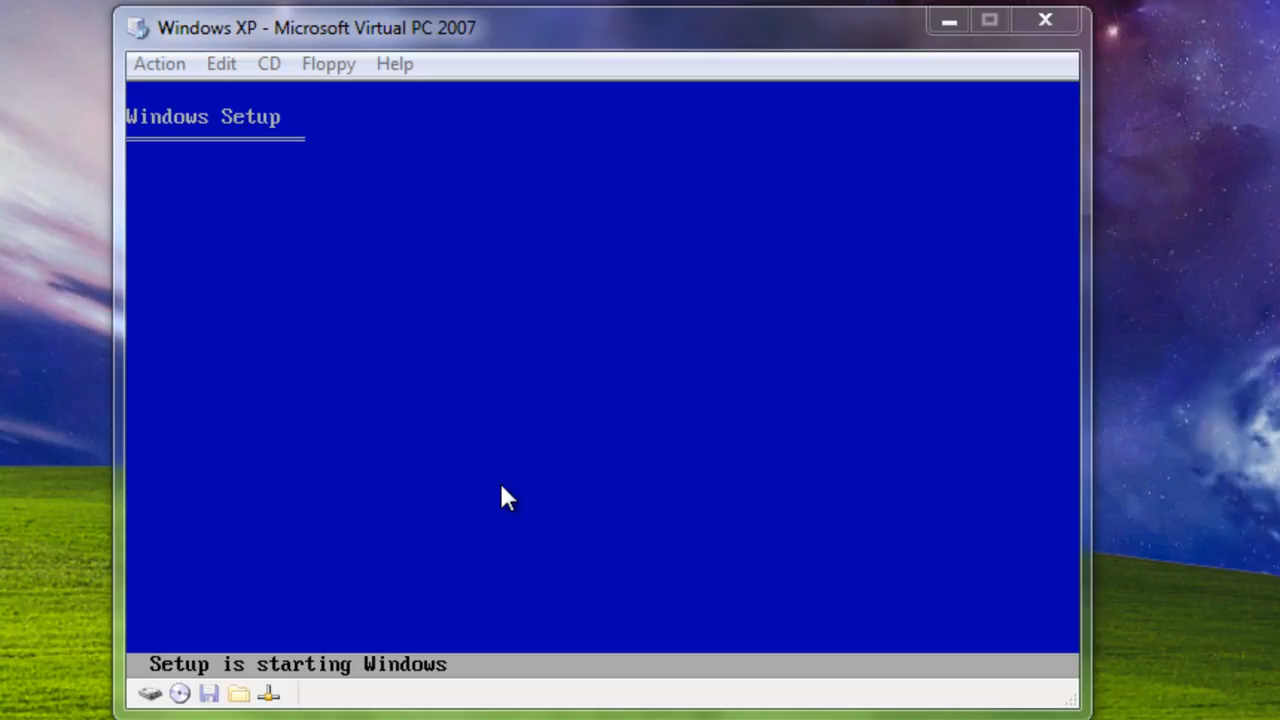 Windows XP - Microsoft Virtual PC 2007
Action Edit CD Floppy Help
Windows Setup
Setup is starting Windows